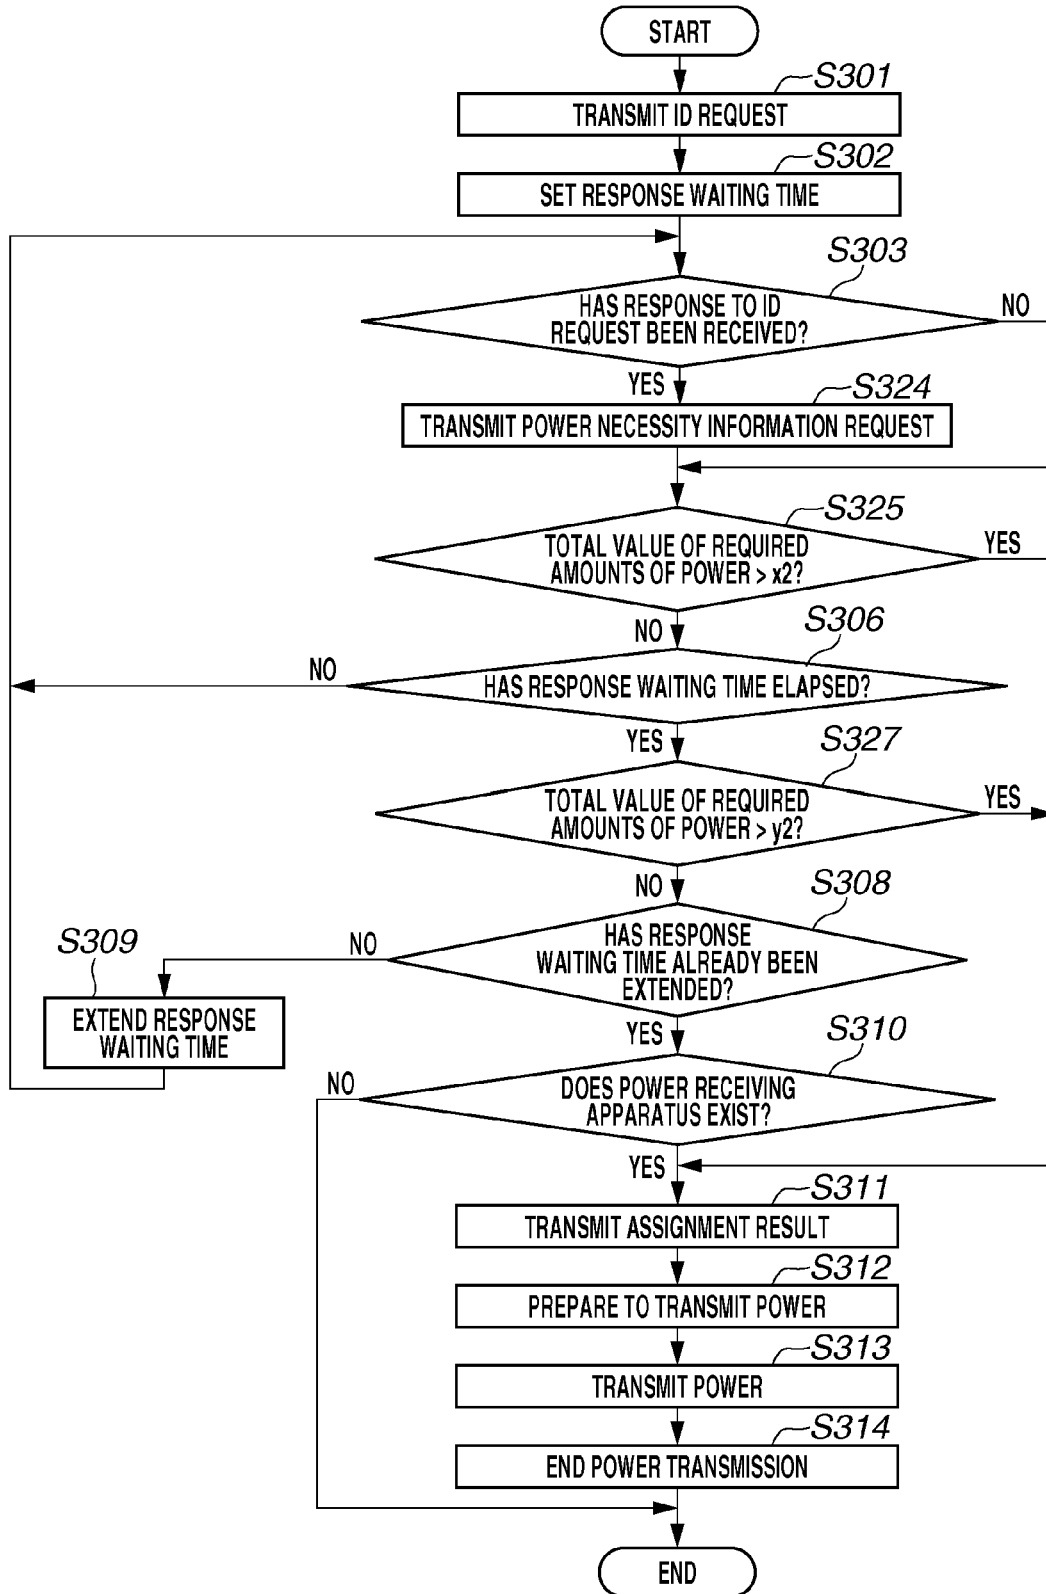 START
S301
TRANSMIT ID REQUEST
S302
SET RESPONSE WAITING TIME
S303
HAS RESPONSE TO ID
REQUEST BEEN RECEIVED?
NO
YES
S324
TRANSMIT POWER NECESSITY INFORMATION REQUEST
S325
TOTAL VALUE OF REQUIRED
AMOUNTS OF POWER > x2?
YES
NO
S306
NO
HAS RESPONSE WAITING TIME ELAPSED?
YES
S327
TOTAL VALUE OF REQUIRED
AMOUNTS OF POWER > y2?
YES
NO
S308
NO
HAS RESPONSE
WAITING TIME ALREADY BEEN
EXTENDED?
S309
EXTEND RESPONSE
WAITING TIME
YES
S310
NO
DOES POWER RECEIVING
APPARATUS EXIST?
YES
S311
TRANSMIT ASSIGNMENT RESULT
S312
PREPARE TO TRANSMIT POWER
S313
TRANSMIT POWER
S314
END POWER TRANSMISSION
END